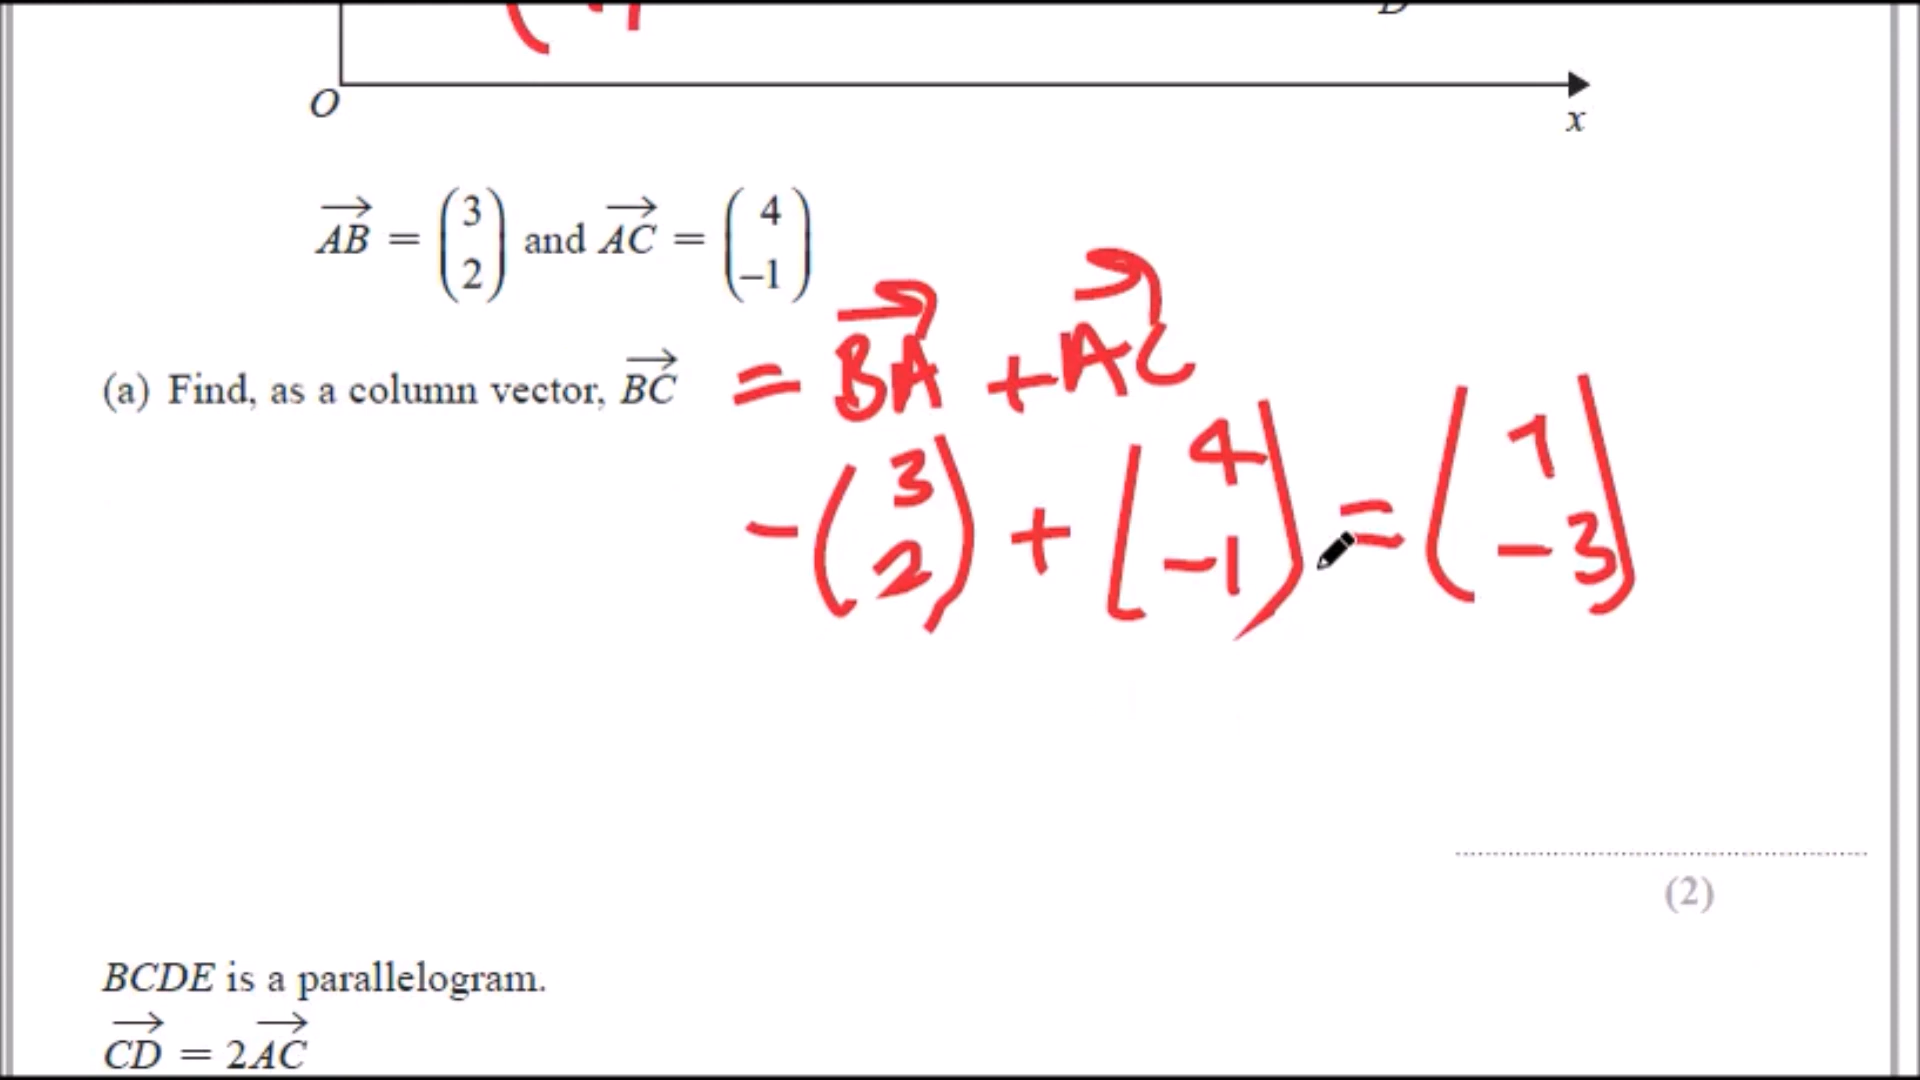 O
x
AB = (3 2) and AC = (4 -1)
(a) Find, as a column vector, BC = BA + AC
-(3 2) + (4 -1) = (1 -3)
(2)
BCDE is a parallelogram.
CD = 2AC